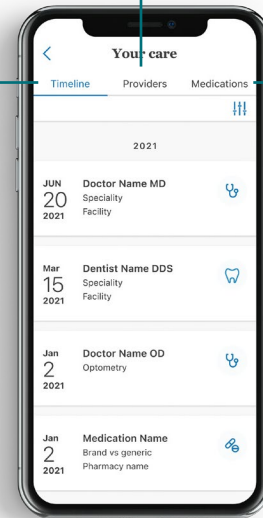 Your care
Timeline Providers Medications
2021
JUN
20
2021
Doctor Name MD
Speciality
Facility
Mar
15
2021
Dentist Name DDS
Speciality
Facility
Jan
2
2021
Doctor Name OD
Optometry
Jan
2
2021
Medication Name
Brand vs generic
Pharmacy name